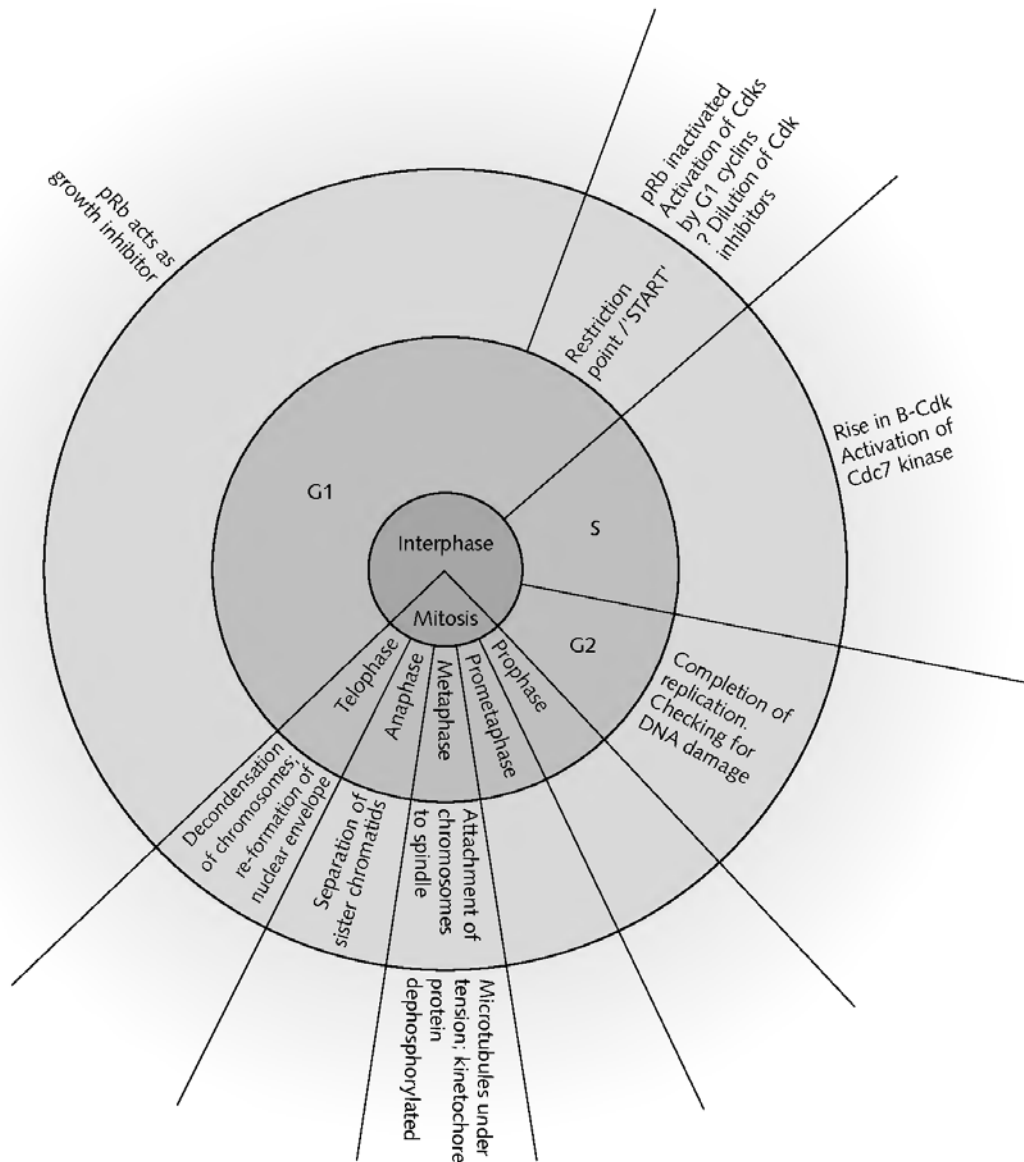 pRb acts as
growth inhibitor
pRb inactivated
Activation of Cdks
by G1 cyclins
? Dilution of Cdk
inhibitors
Restriction
point /'START'
Rise in B-Cdk
Activation of
Cdc7 kinase
G1
S
Interphase
Mitosis
G2
Completion of
replication.
Checking for
DNA damage
Prophase
Prometaphase
Metaphase
Anaphase
Telophase
Decondensation
of chromosomes;
re-formation of
nuclear envelope
Separation of
sister chromatids
Attachment of
chromosomes
to spindle
Microtubules under
tension; kinetochore
protein
dephosphorylated